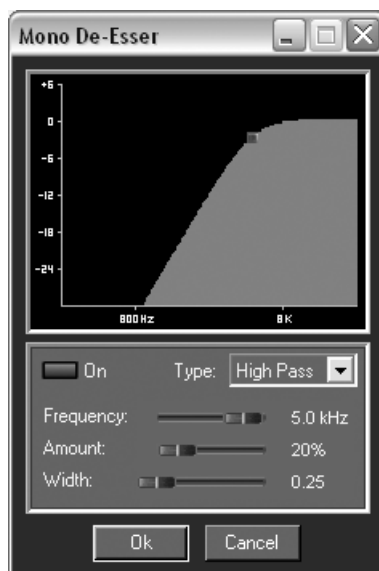 Mono De-Esser
+6
0
-6
-12
-18
-24
800Hz 8K
On Type: High Pass
Frequency: 5.0 kHz
Amount: 20%
Width: 0.25
Ok Cancel